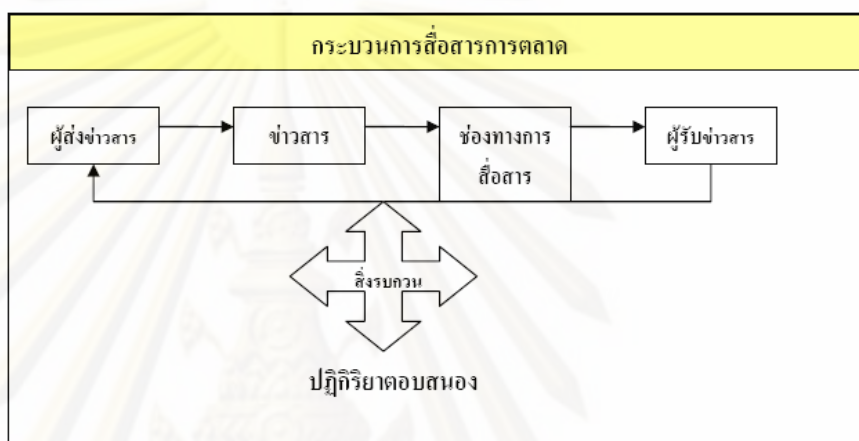 กระบวนการสื่อสารการตลาด
ผู้ส่งข่าวสาร
ข่าวสาร
ช่องทางการ
สื่อสาร
ผู้รับข่าวสาร
สิ่งรบกวน
ปฏิกิริยาตอบสนอง